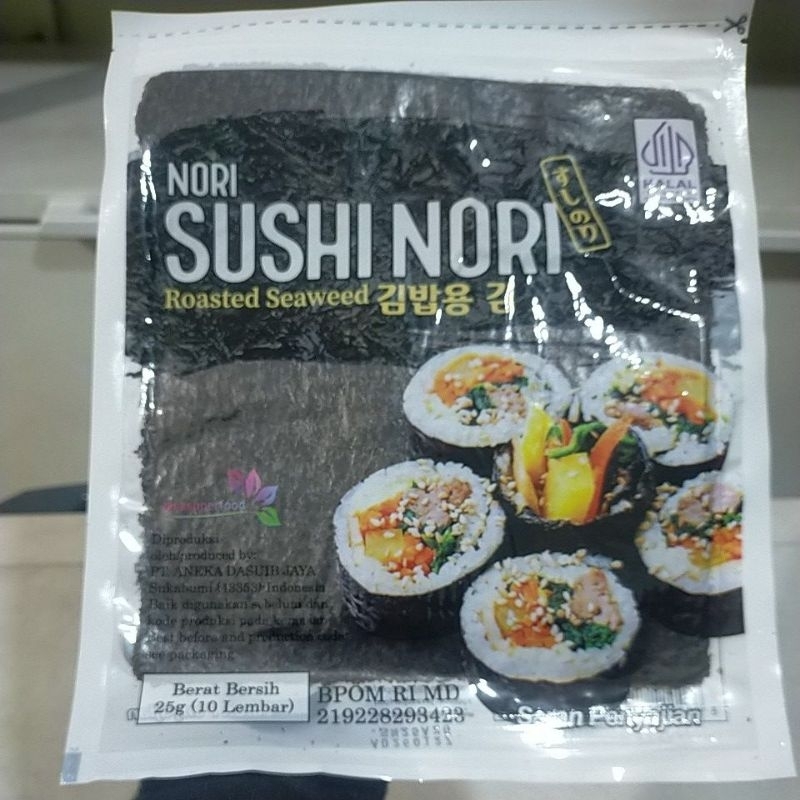 NORI
SUSHI NORI
すしのり
HALAL
Roasted Seaweed 김밥용 김
Diproduksi
oleh/produced by:
PT. ANEKA DASUIB JAYA
Sukabumi (43353) Indonesia
Baik digunakan sebelum dan
kode produksi pada kemasan
Best before and production code
see packaging
Berat Bersih
25g (10 Lembar)
BPOM RI MD
219228293423
Saran Penyajian